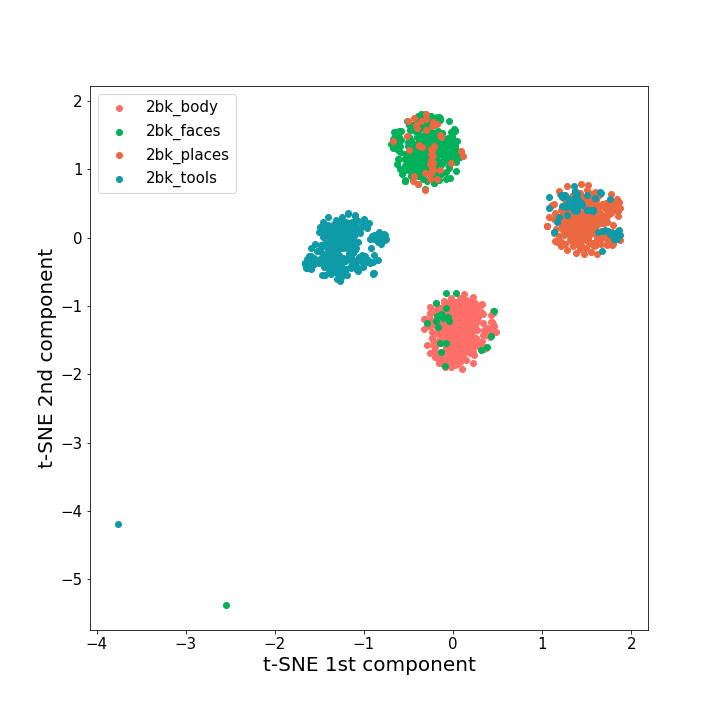 2bk_body
2bk_faces
2bk_places
2bk_tools
2
1
0
−1
−2
−3
−4
−5
t-SNE 2nd component
−4
−3
−2
−1
0
1
2
t-SNE 1st component